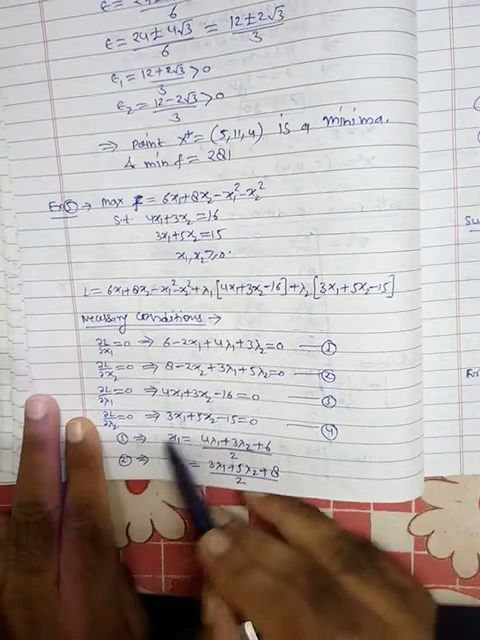 ϵ = 24±4√3/6 = 12±2√3/3
ϵ₁ = 12+2√3/3 >0
ϵ₂ = 12-2√3/3 >0
⇒ point x* = (5,11,4) is a minima.
& min f = 281
Ex⑤ → max f = 6x₁+8x₂-x₁²-x₂²
s.t. 4x₁+3x₂=16
3x₁+5x₂=15
x₁,x₂≥0.
L = 6x₁+8x₂-x₁²-x₂²+λ₁[4x₁+3x₂-16]+λ₂[3x₁+5x₂-15]
Necessary Conditions →
∂L/∂x₁=0 ⇒ 6-2x₁+4λ₁+3λ₂=0 — ①
∂L/∂x₂=0 ⇒ 8-2x₂+3λ₁+5λ₂=0 — ②
∂L/∂λ₁=0 ⇒ 4x₁+3x₂-16=0 — ③
∂L/∂λ₂=0 ⇒ 3x₁+5x₂-15=0 — ④
① ⇒ x₁= 4λ₁+3λ₂+6/2
② ⇒ = 3λ₁+5λ₂+8/2